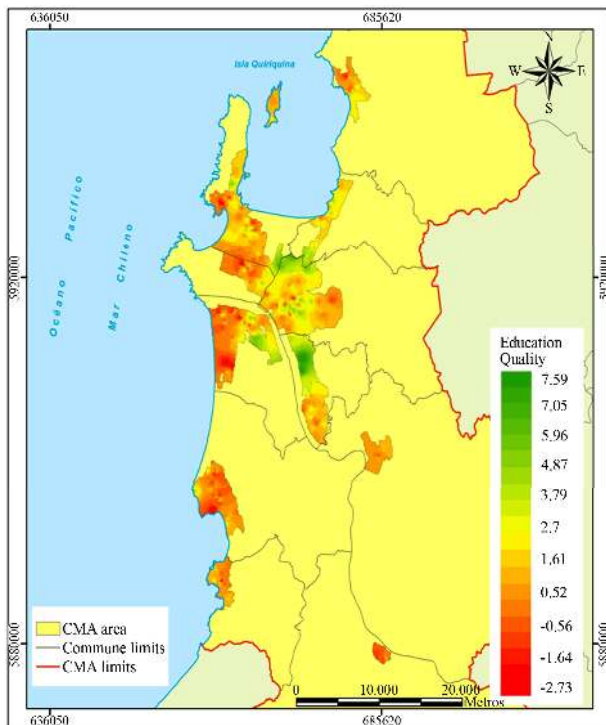 636050 685620
Isla Quiriquina
N
W E
S
Océano Pacífico
Mar Chileno
5920000
5920000
Education
Quality
7.59
7.05
5.96
4.87
3.79
2.7
1.61
0.52
-0.56
-1.64
-2.73
CMA area
Commune limits
CMA limits
5880000
5880000
0 10.000 20.000
Metros
636050 685620